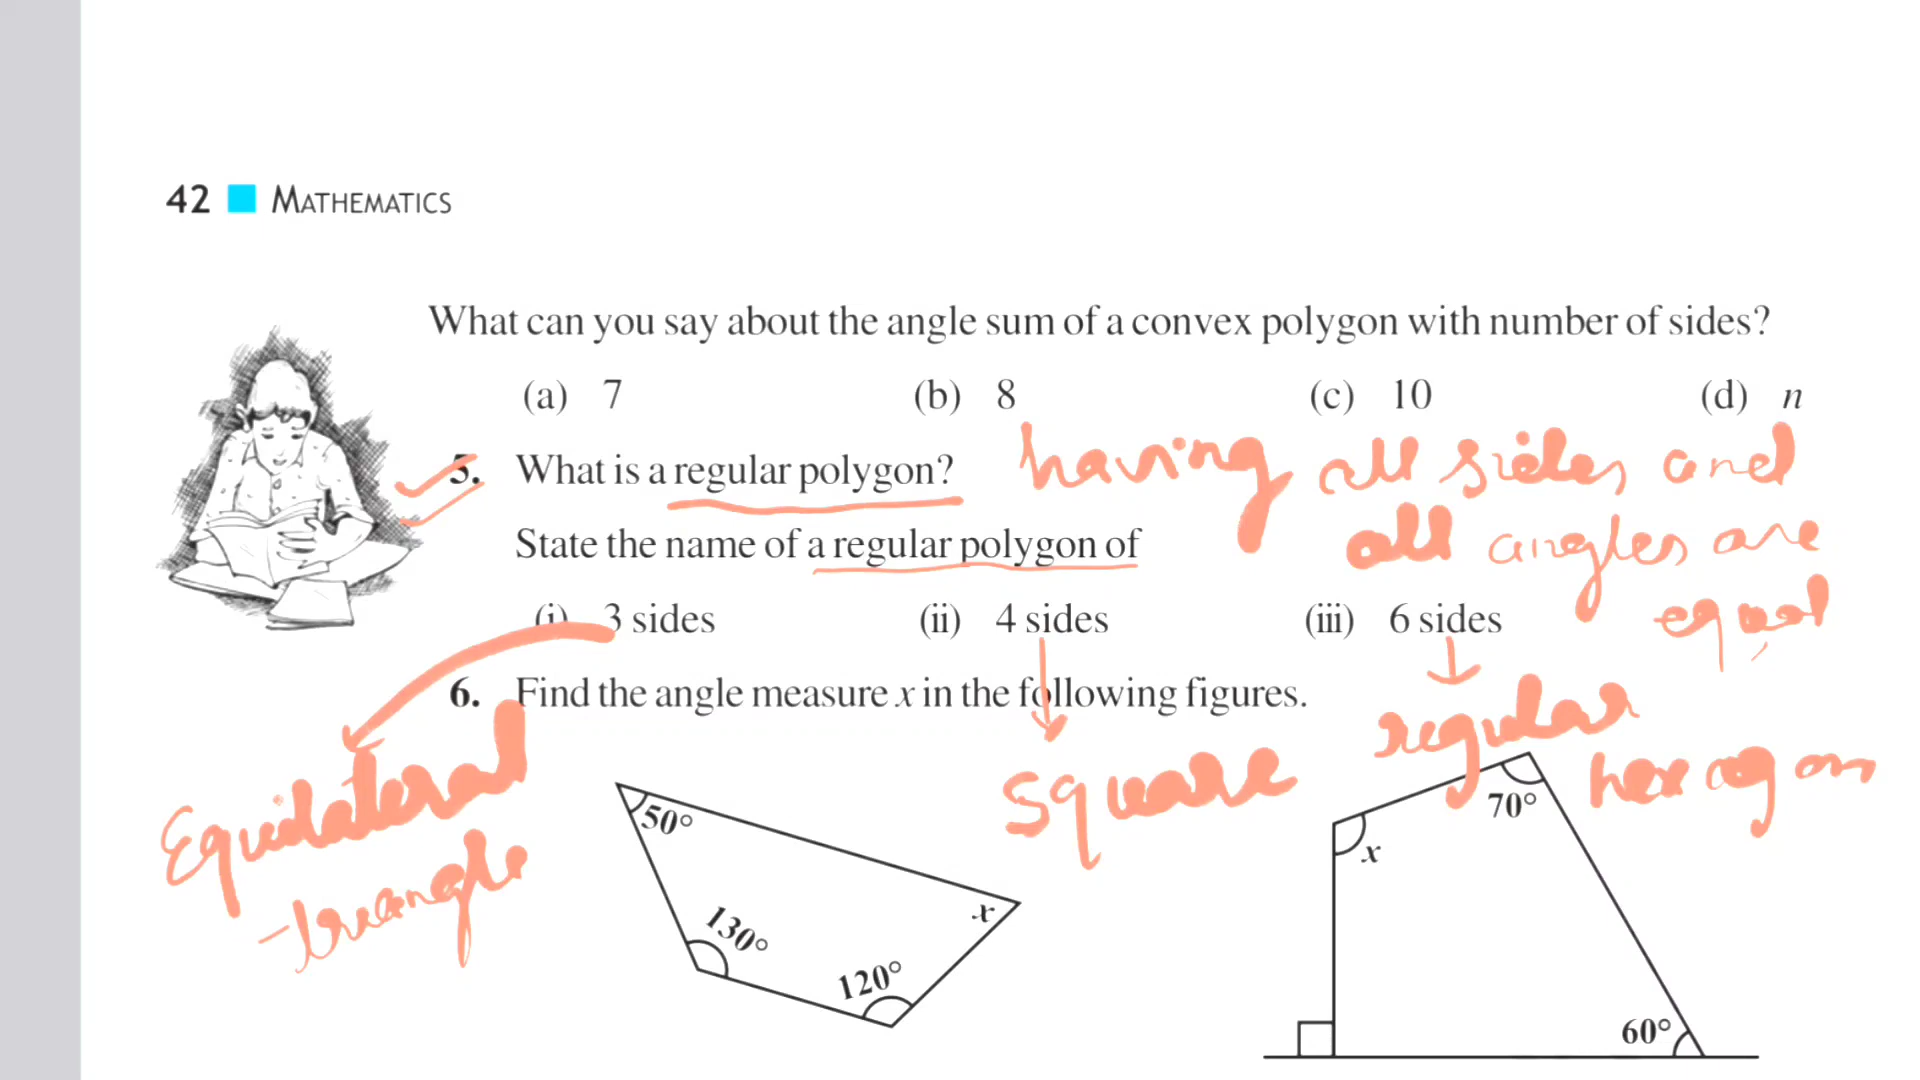 42 MATHEMATICS
What can you say about the angle sum of a convex polygon with number of sides?
(a) 7 (b) 8 (c) 10 (d) n
5. What is a regular polygon? having all sides and
State the name of a regular polygon of all angles are
equal
(i) 3 sides (ii) 4 sides (iii) 6 sides
6. Find the angle measure x in the following figures.
regular
hexagon
square
Equilateral
triangle
50°
130°
120°
x
70°
x
60°